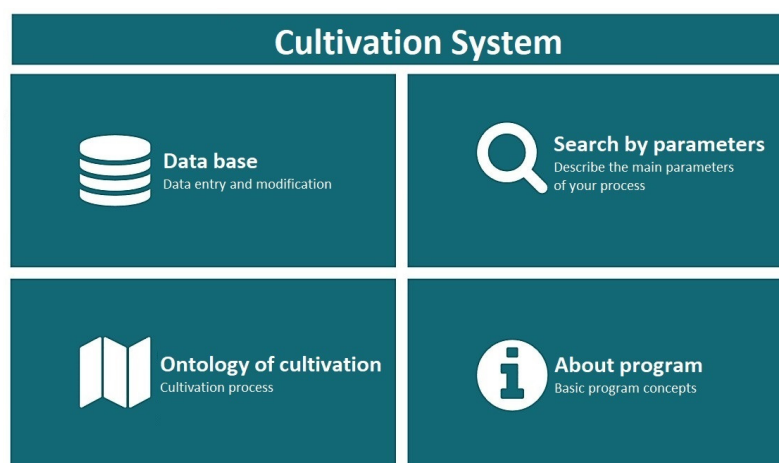 Cultivation System
Data base
Data entry and modification
Search by parameters
Describe the main parameters
of your process
Ontology of cultivation
Cultivation process
About program
Basic program concepts